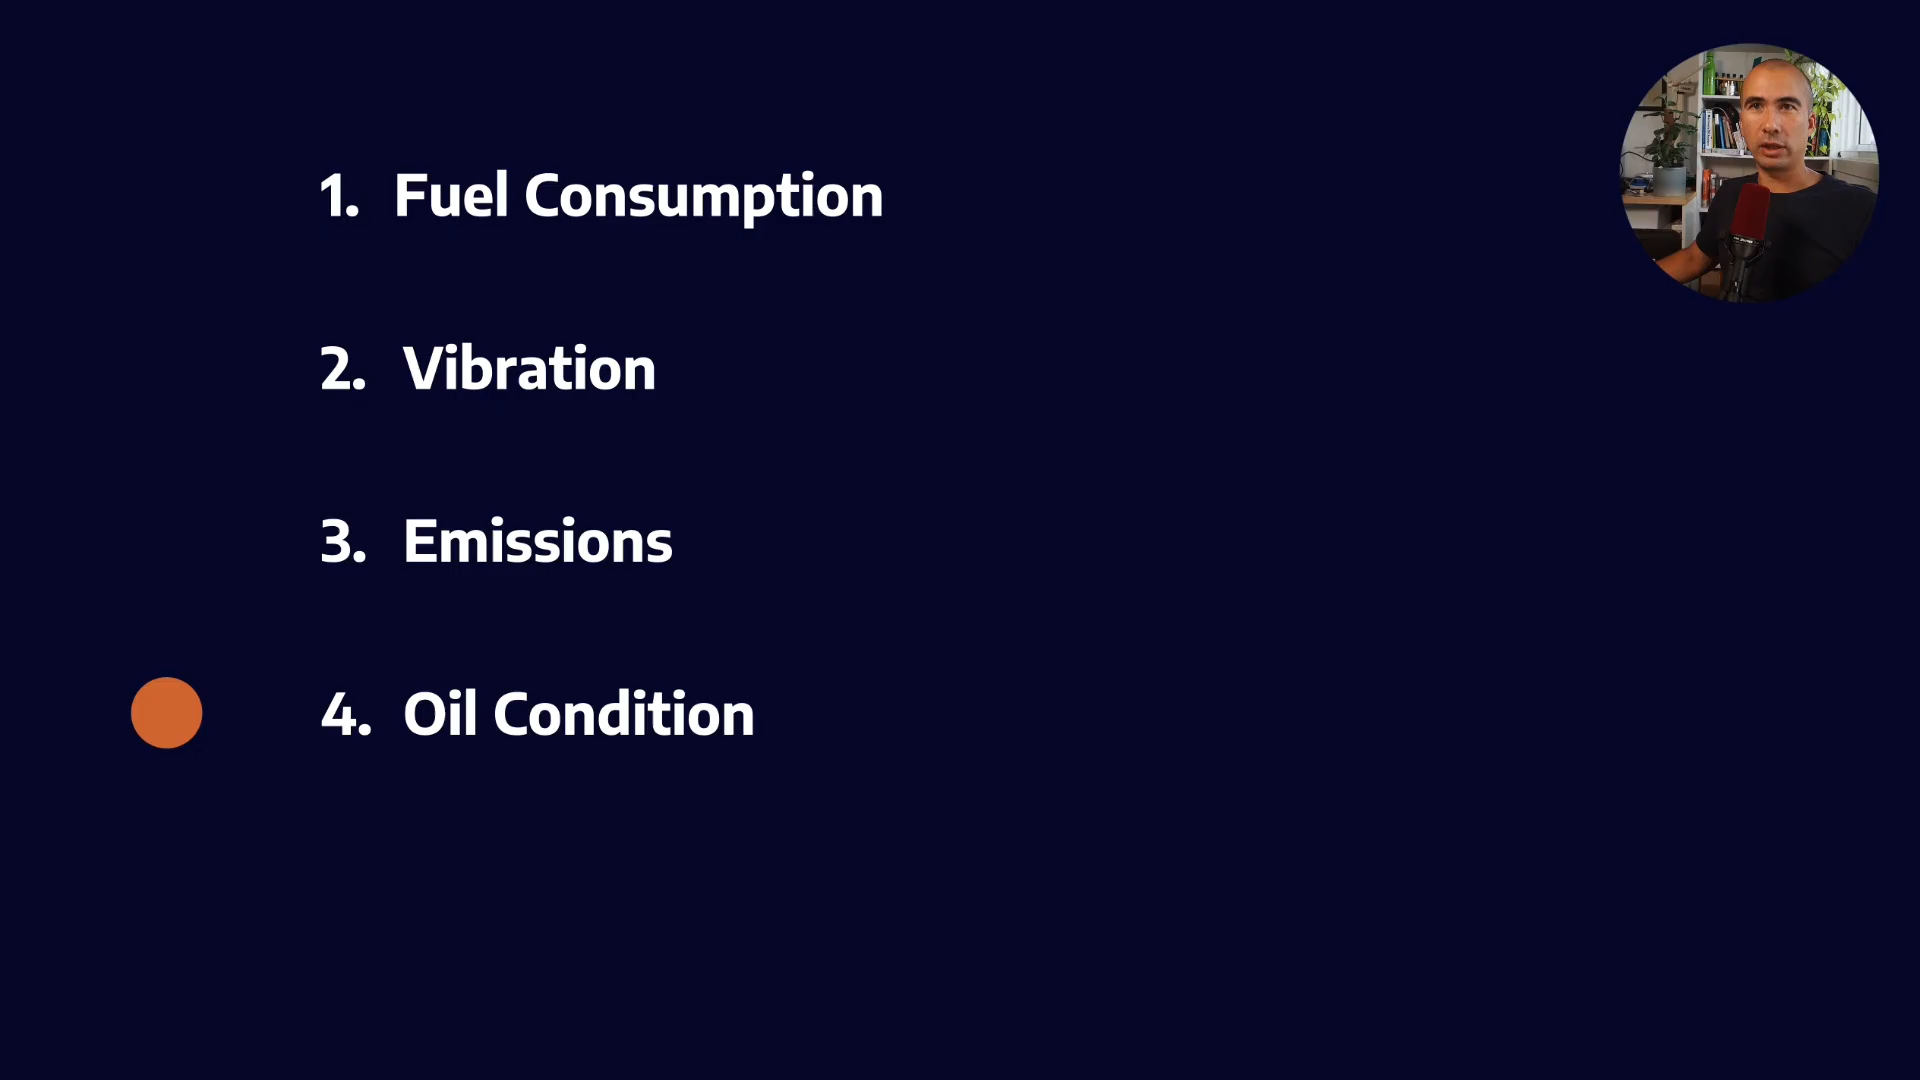 1. Fuel Consumption
2. Vibration
3. Emissions
4. Oil Condition